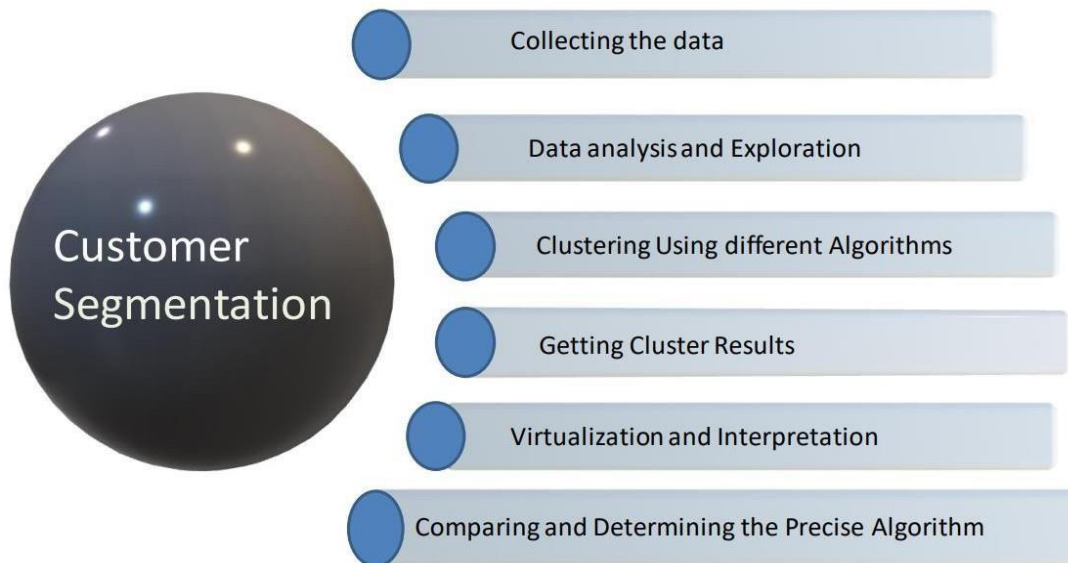 Customer
Segmentation
Collecting the data
Data analysis and Exploration
Clustering Using different Algorithms
Getting Cluster Results
Virtualization and Interpretation
Comparing and Determining the Precise Algorithm